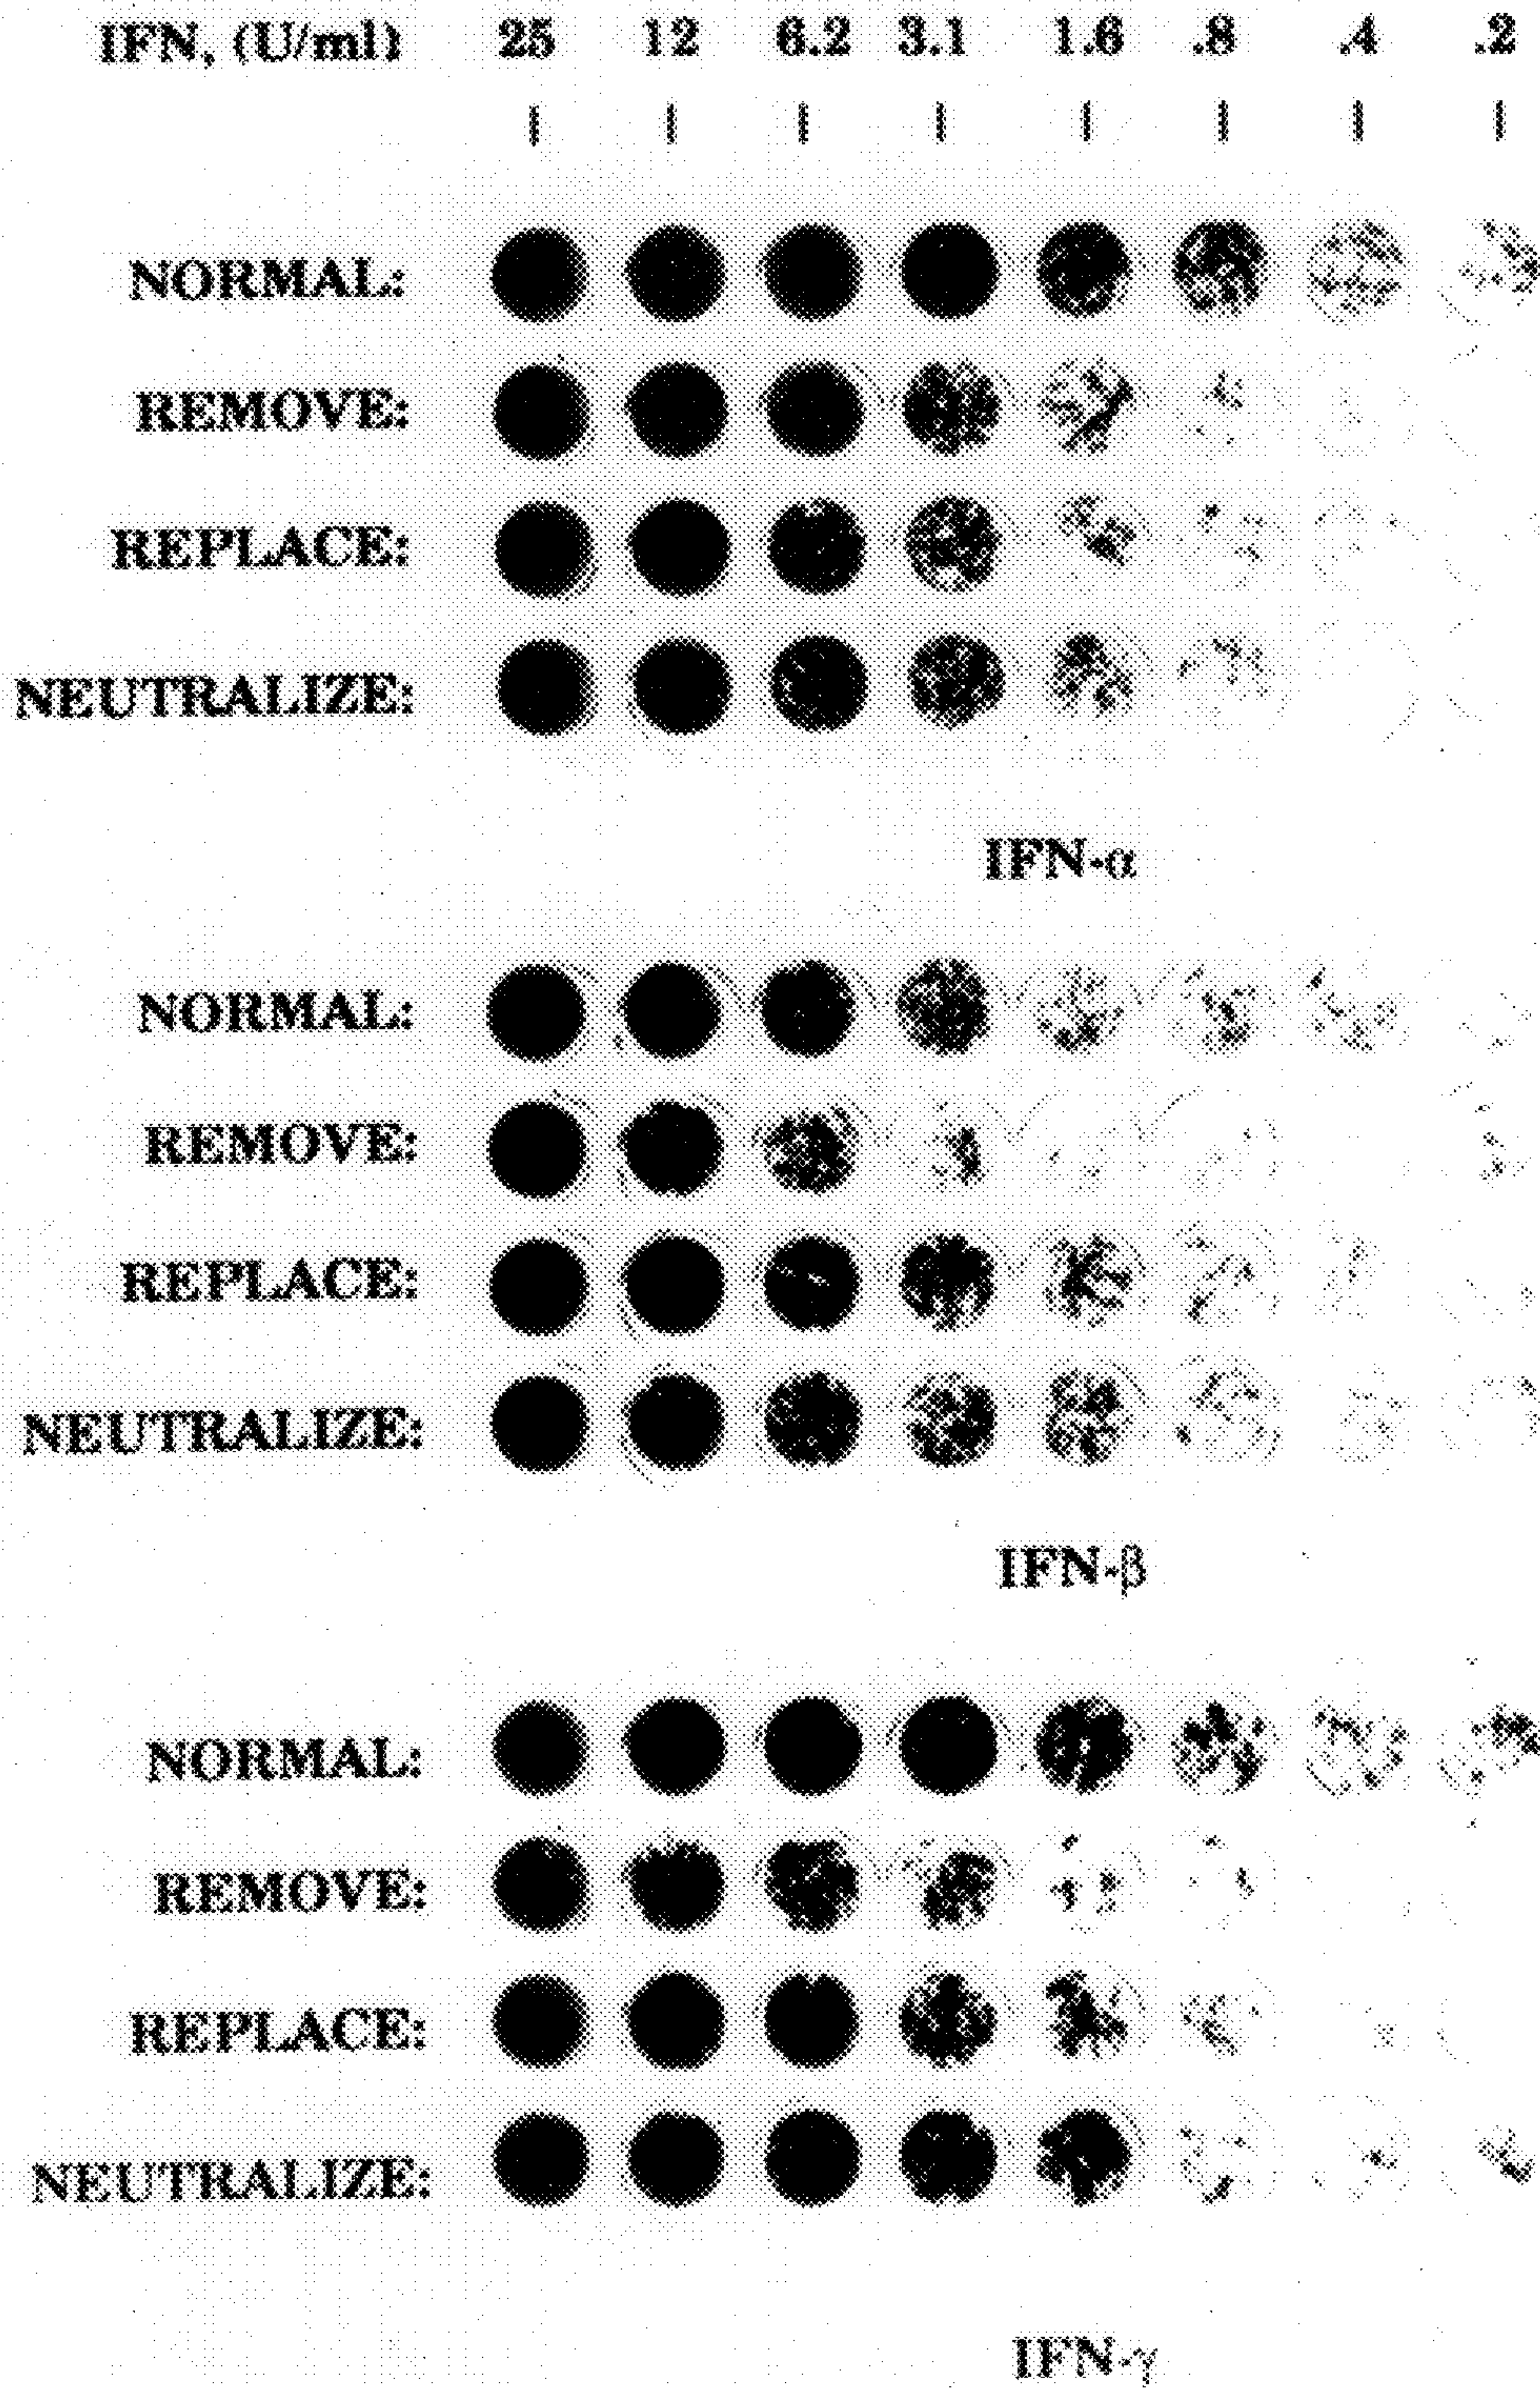 IFN, (U/ml) 25 12 6.2 3.1 1.6 .8 .4 .2
NORMAL:
REMOVE:
REPLACE:
NEUTRALIZE:
IFN-α
NORMAL:
REMOVE:
REPLACE:
NEUTRALIZE:
IFN-β
NORMAL:
REMOVE:
REPLACE:
NEUTRALIZE:
IFN-γ